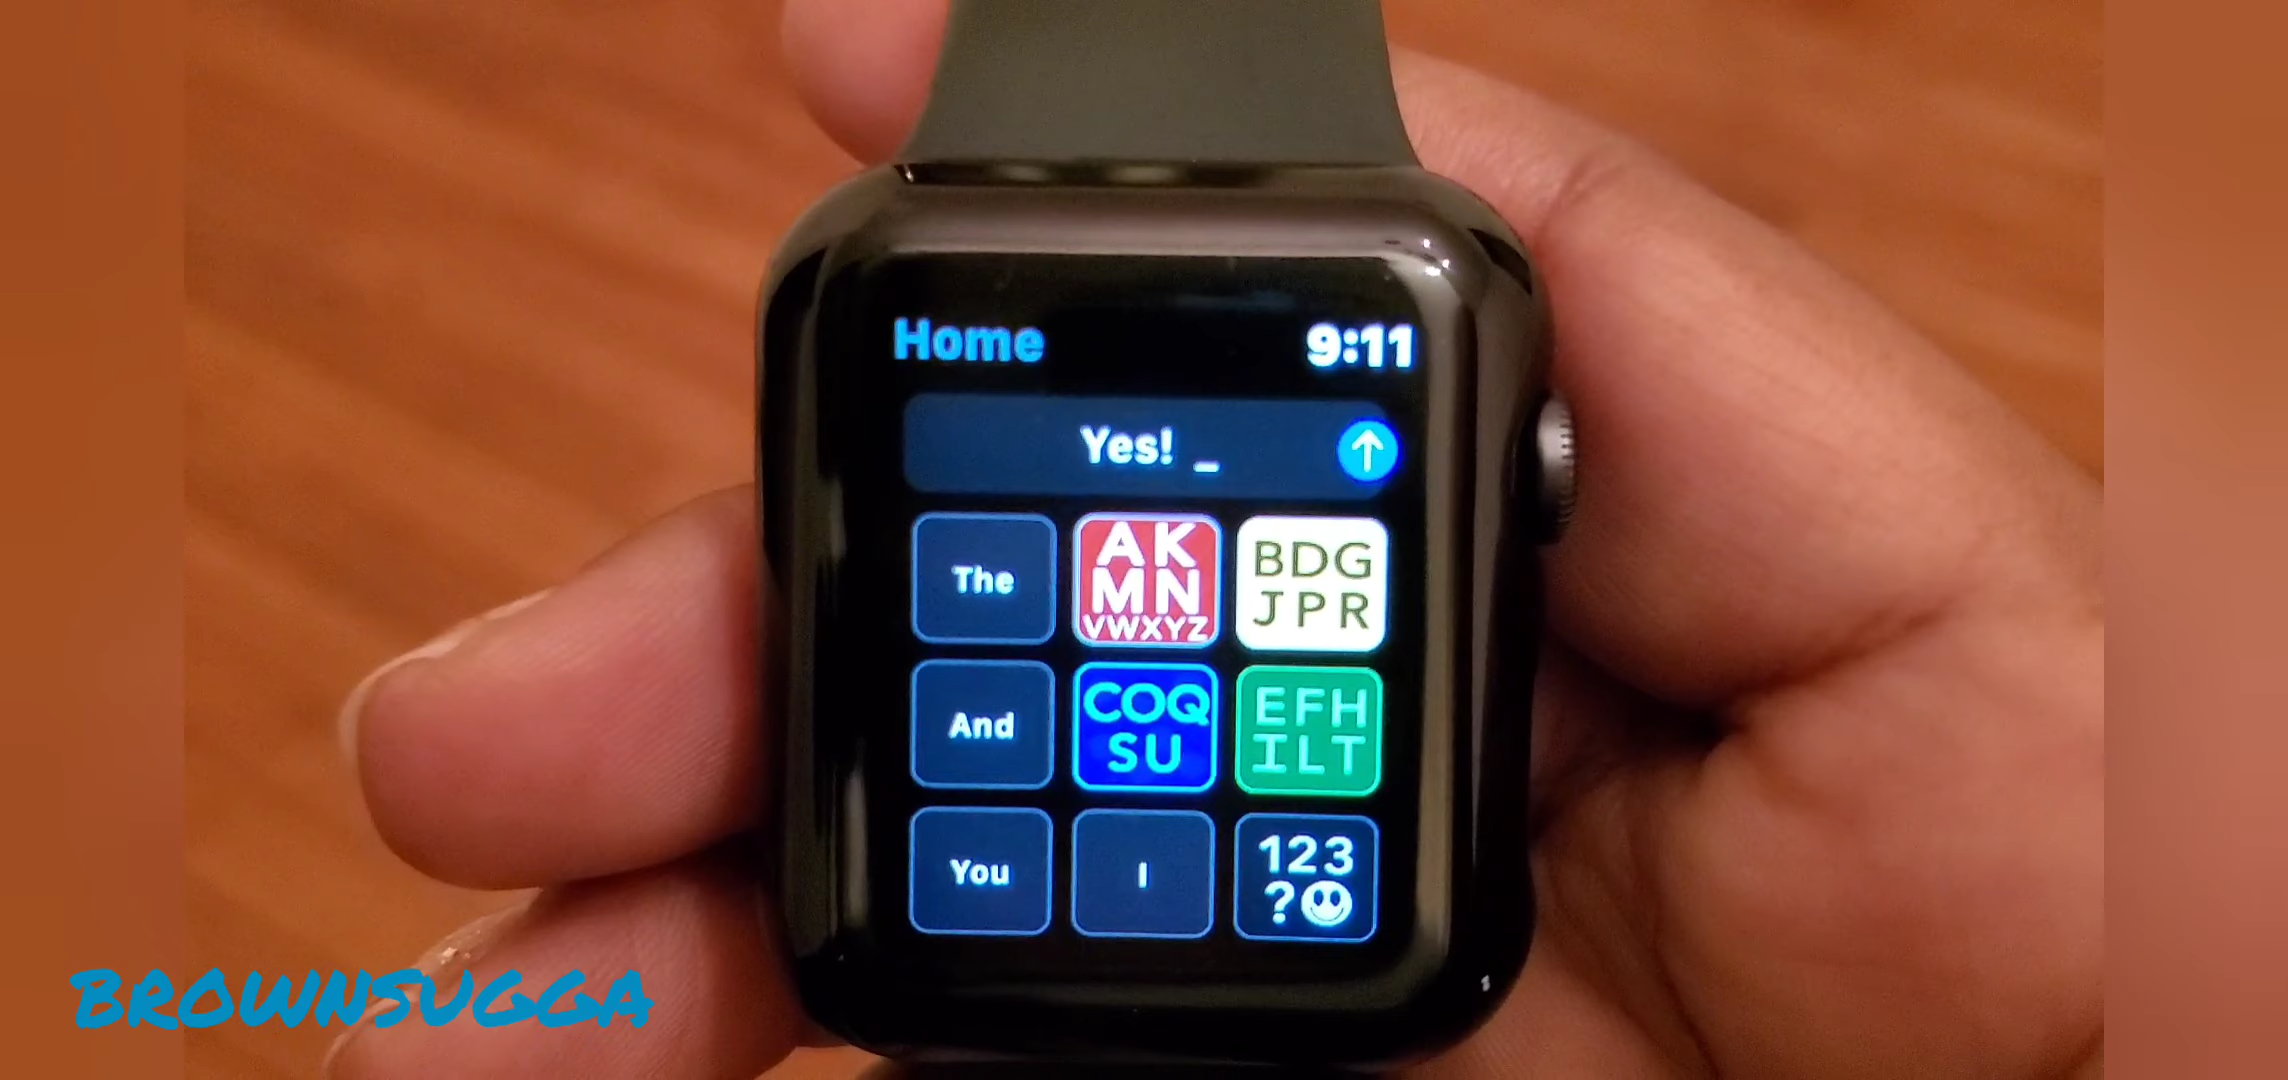 Home 9:11
Yes! _
The
AK
MN
VWXYZ
BDG
JPR
And
COQ
SU
EFH
ILT
You
I
123
?☻
BROWNSUGGA